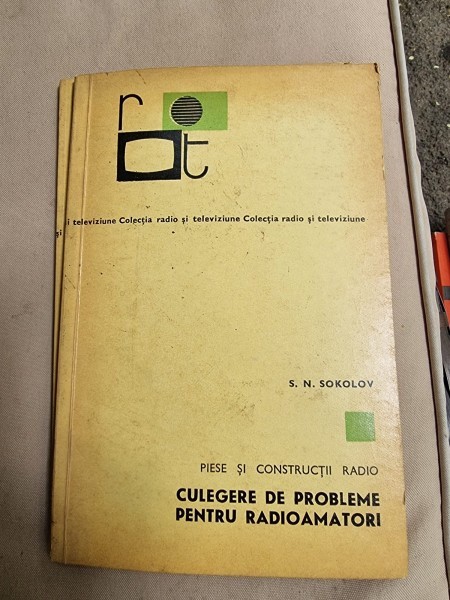 r
t
și
i televiziune Colecția radio și televiziune Colecția radio și televiziune
S. N. SOKOLOV
PIESE ȘI CONSTRUCȚII RADIO
CULEGERE DE PROBLEME
PENTRU RADIOAMATORI